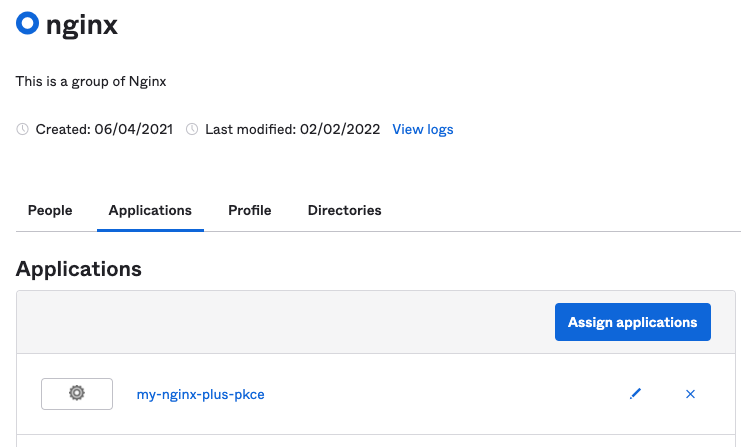 nginx
This is a group of Nginx
Created: 06/04/2021 Last modified: 02/02/2022 View logs
People Applications Profile Directories
Applications
Assign applications
my-nginx-plus-pkce